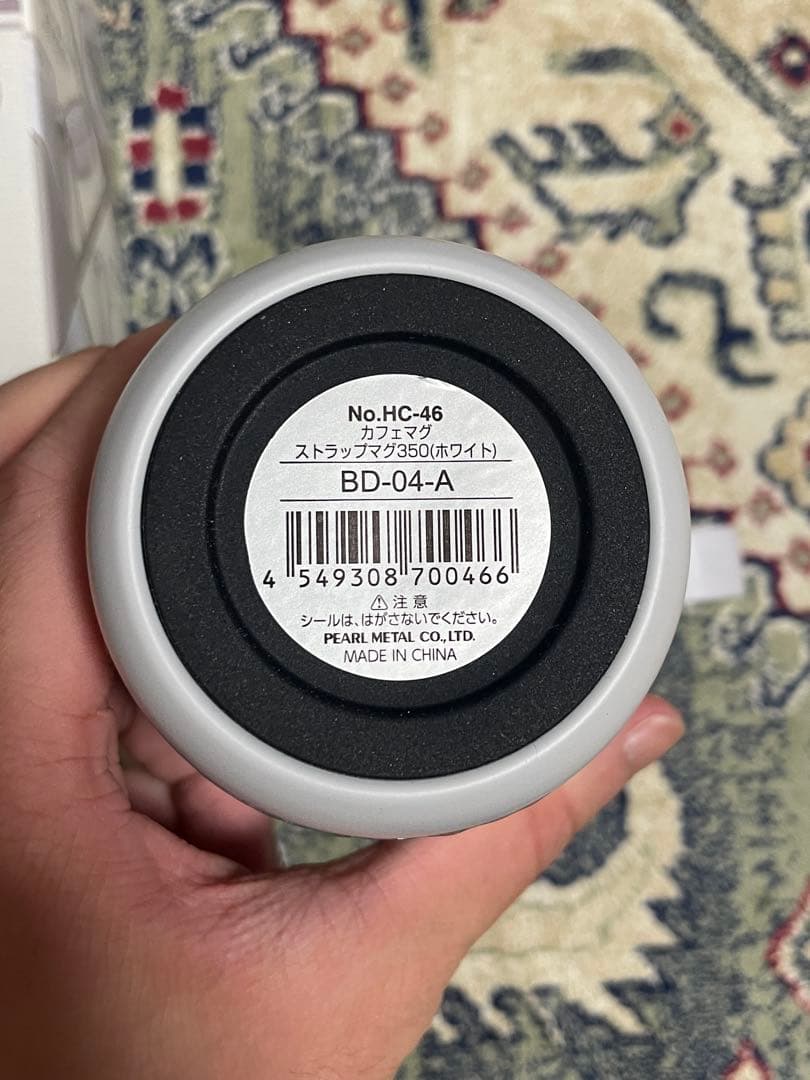 No.HC-46
カフェマグ
ストラップマグ350(ホワイト)
BD-04-A
4 549308 700466
⚠注意
シールは、はがさないでください。
PEARL METAL CO.,LTD.
MADE IN CHINA